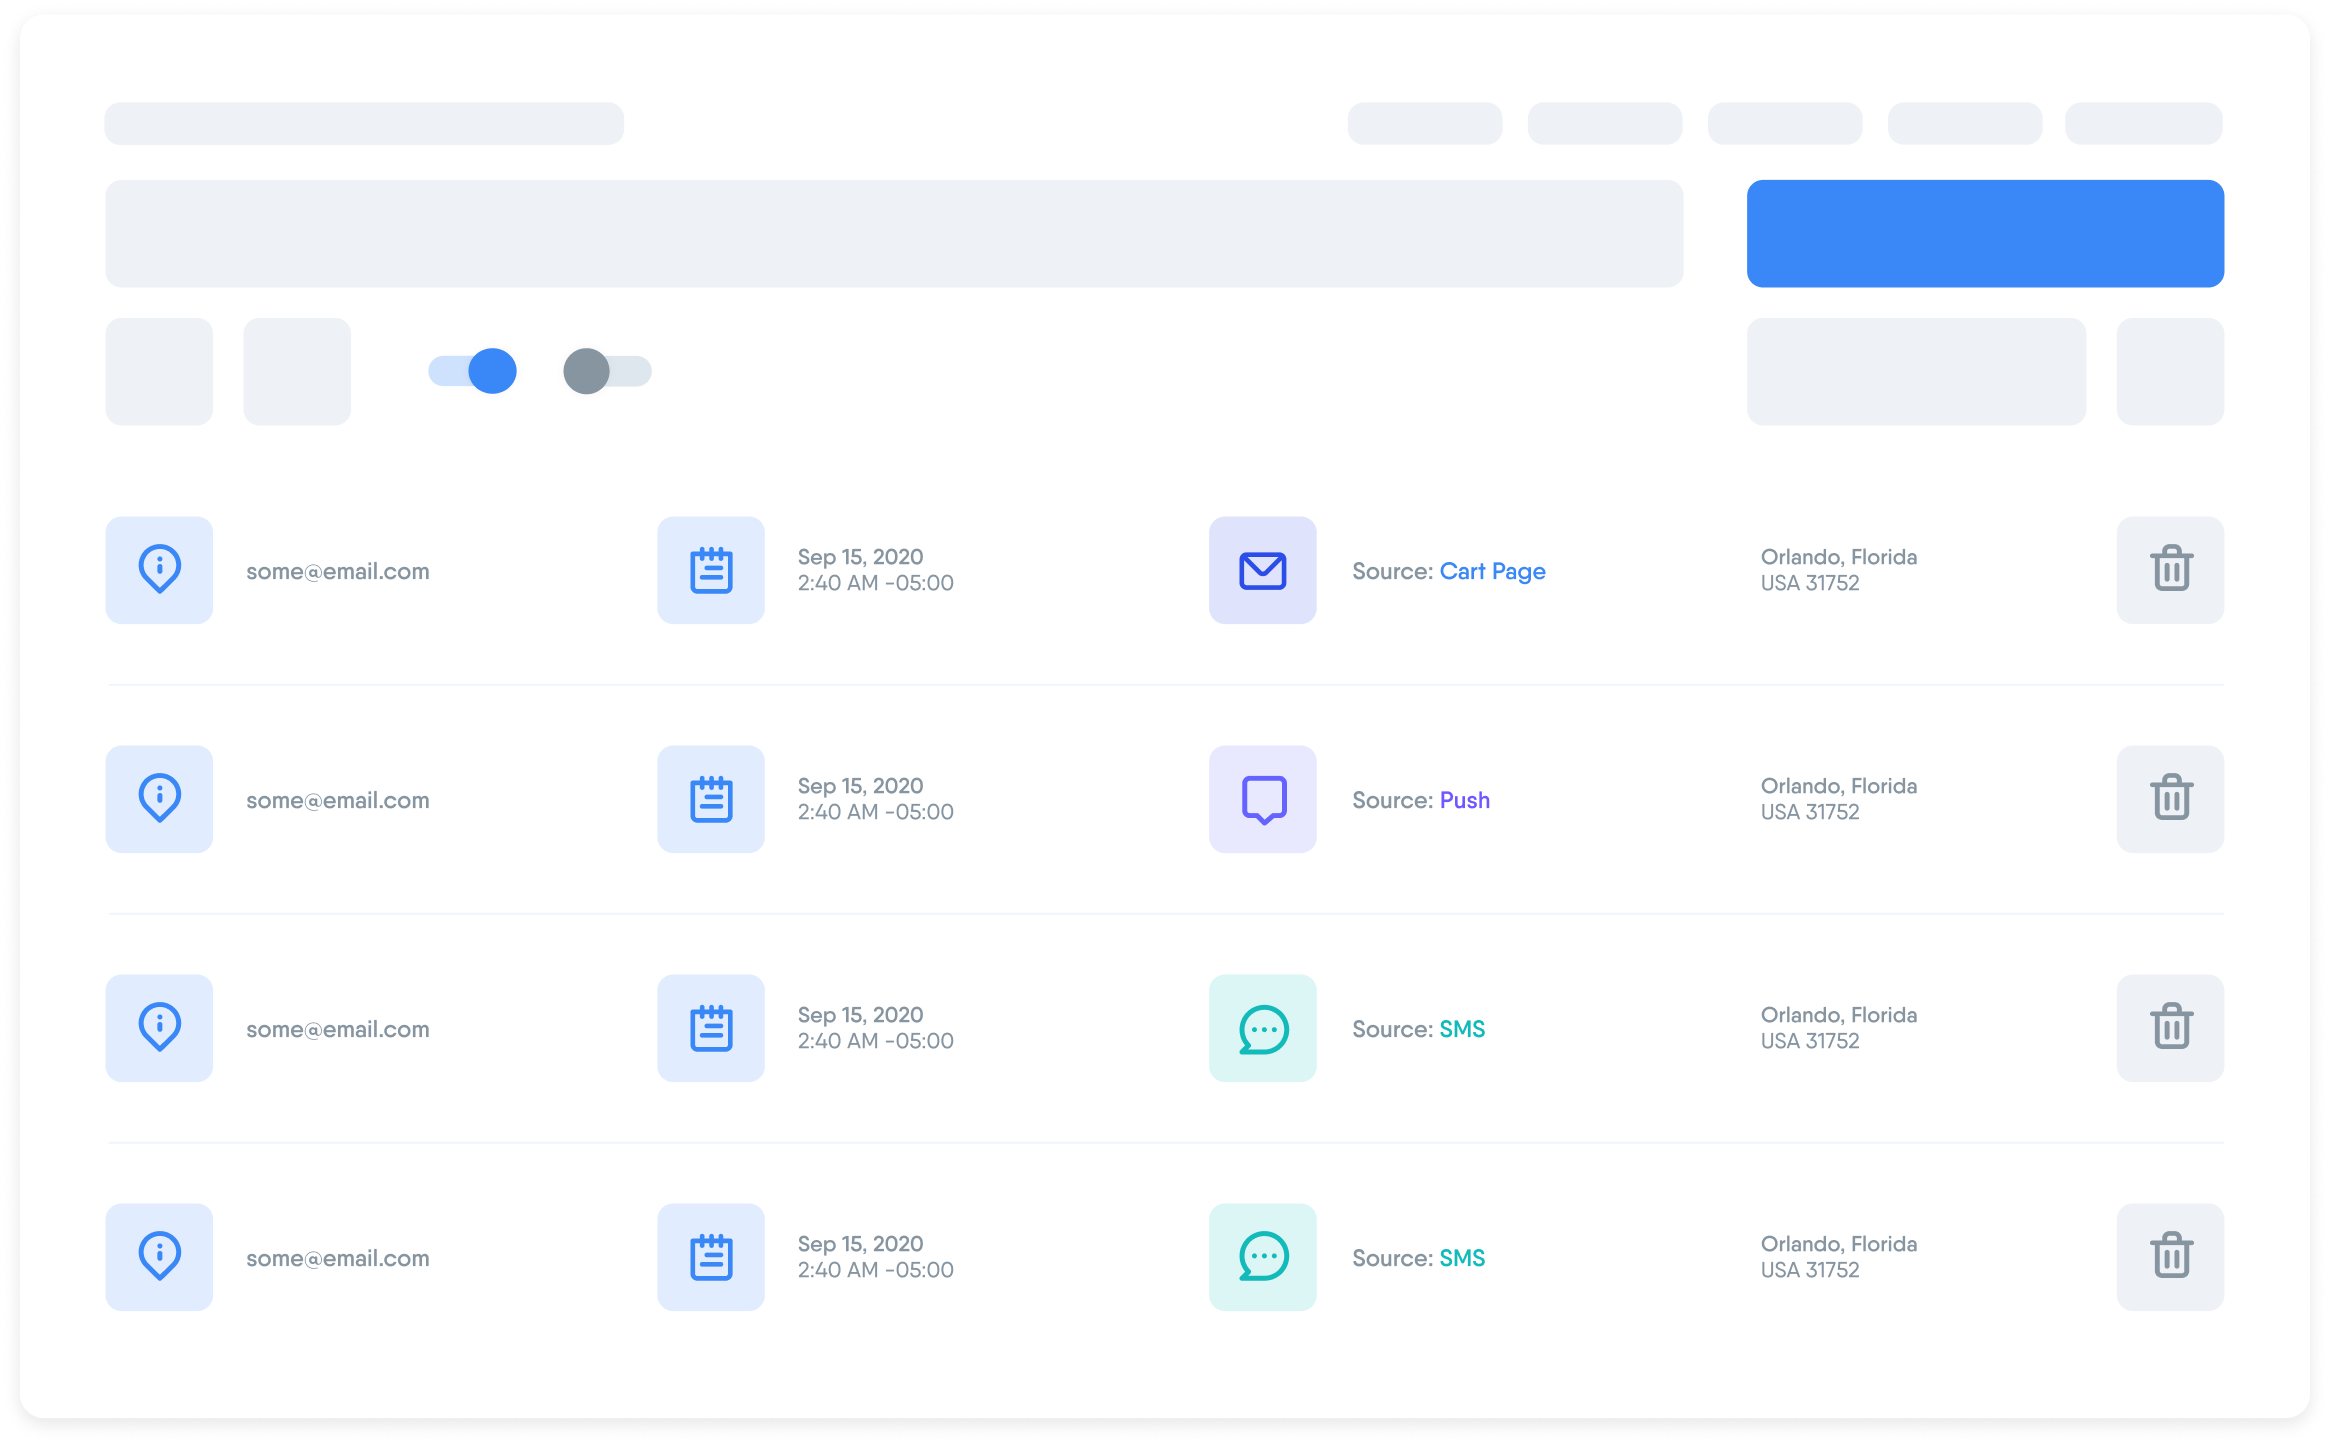 some@email.com
Sep 15, 2020
2:40 AM -05:00
Source: Cart Page
Orlando, Florida
USA 31752
some@email.com
Sep 15, 2020
2:40 AM -05:00
Source: Push
Orlando, Florida
USA 31752
some@email.com
Sep 15, 2020
2:40 AM -05:00
Source: SMS
Orlando, Florida
USA 31752
some@email.com
Sep 15, 2020
2:40 AM -05:00
Source: SMS
Orlando, Florida
USA 31752